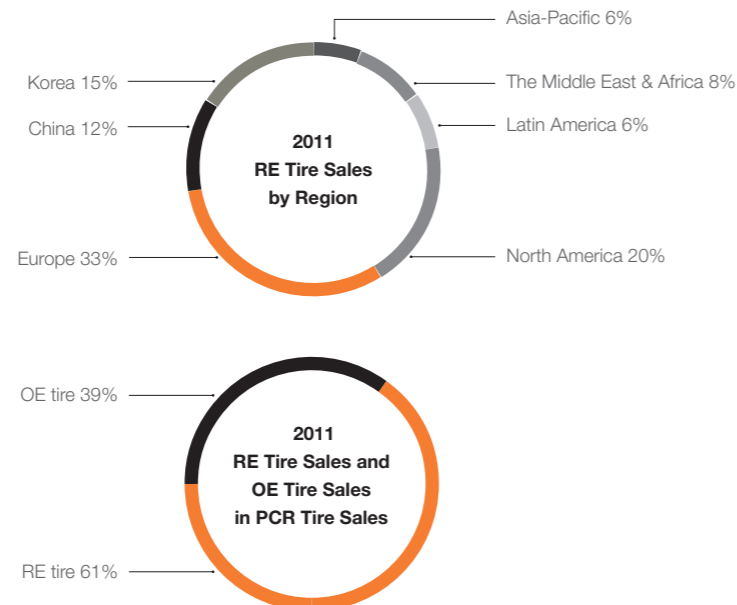 Asia-Pacific 6%
Korea 15%
The Middle East & Africa 8%
China 12%
Latin America 6%
2011
RE Tire Sales
by Region
Europe 33%
North America 20%
OE tire 39%
2011
RE Tire Sales and
OE Tire Sales
in PCR Tire Sales
RE tire 61%